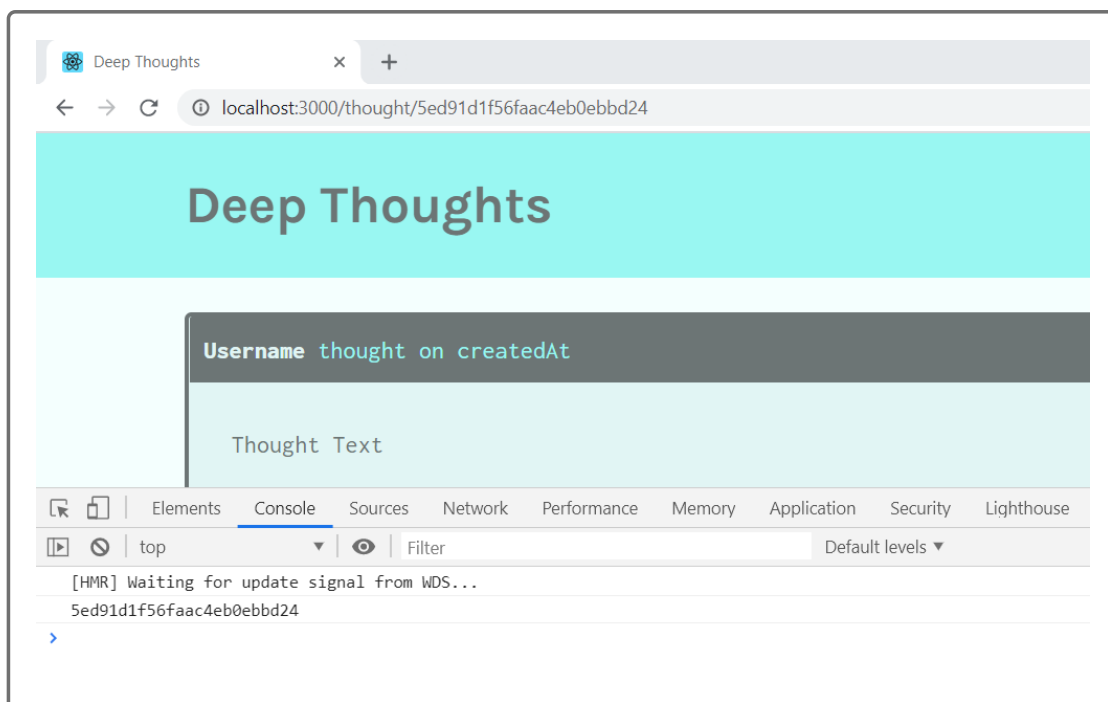 Deep Thoughts
localhost:3000/thought/5ed91d1f56faac4eb0ebbd24
Deep Thoughts
Username thought on createdAt
Thought Text
Elements Console Sources Network Performance Memory Application Security Lighthouse
top Filter Default levels
[HMR] Waiting for update signal from WDS...
5ed91d1f56faac4eb0ebbd24